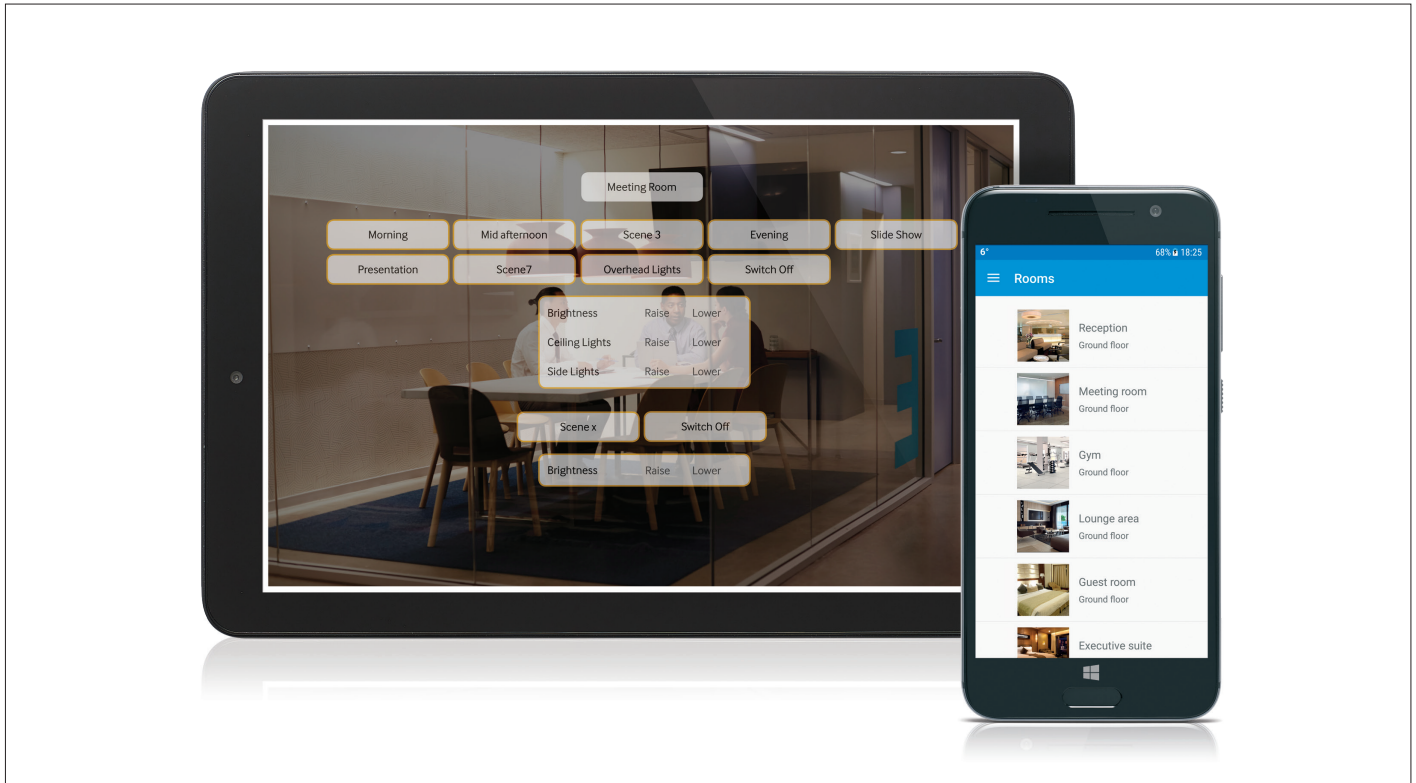 Meeting Room
Morning Mid afternoon Scene 3 Evening Slide Show
Presentation Scene7 Overhead Lights Switch Off
Brightness Raise Lower
Ceiling Lights Raise Lower
Side Lights Raise Lower
Scene x Switch Off
Brightness Raise Lower
6° 68% 18:25
Rooms
Reception
Ground floor
Meeting room
Ground floor
Gym
Ground floor
Lounge area
Ground floor
Guest room
Ground floor
Executive suite